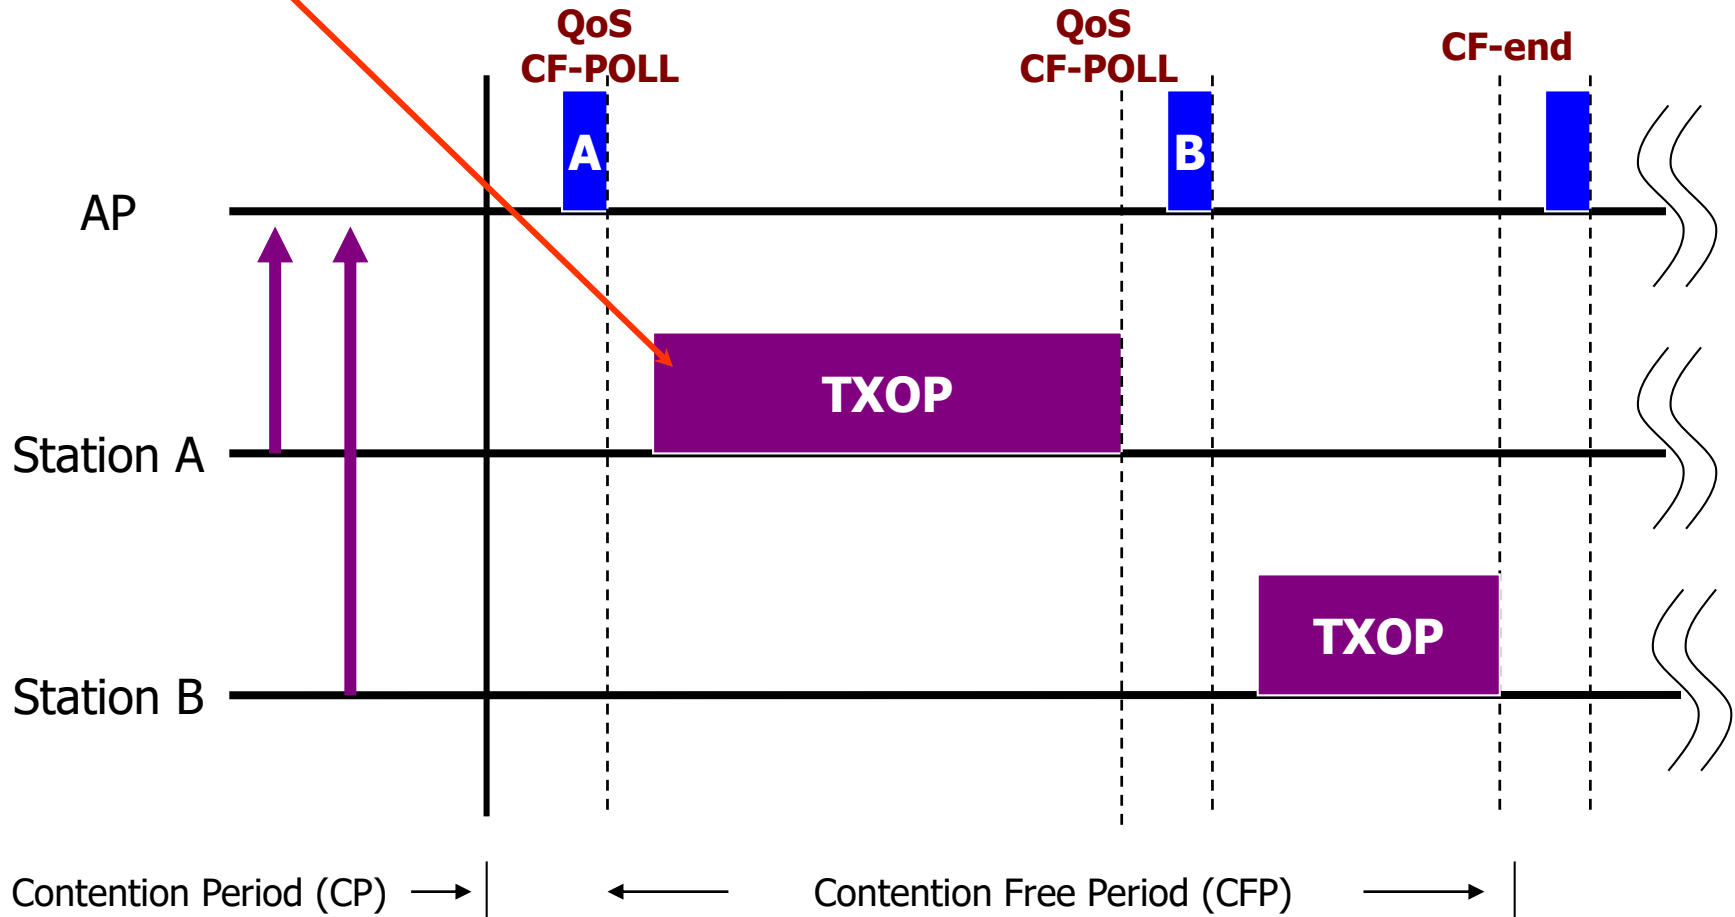 QoS
CF-POLL
QoS
CF-POLL
CF-end
A
B
AP
TXOP
Station A
TXOP
Station B
Contention Period (CP)
Contention Free Period (CFP)